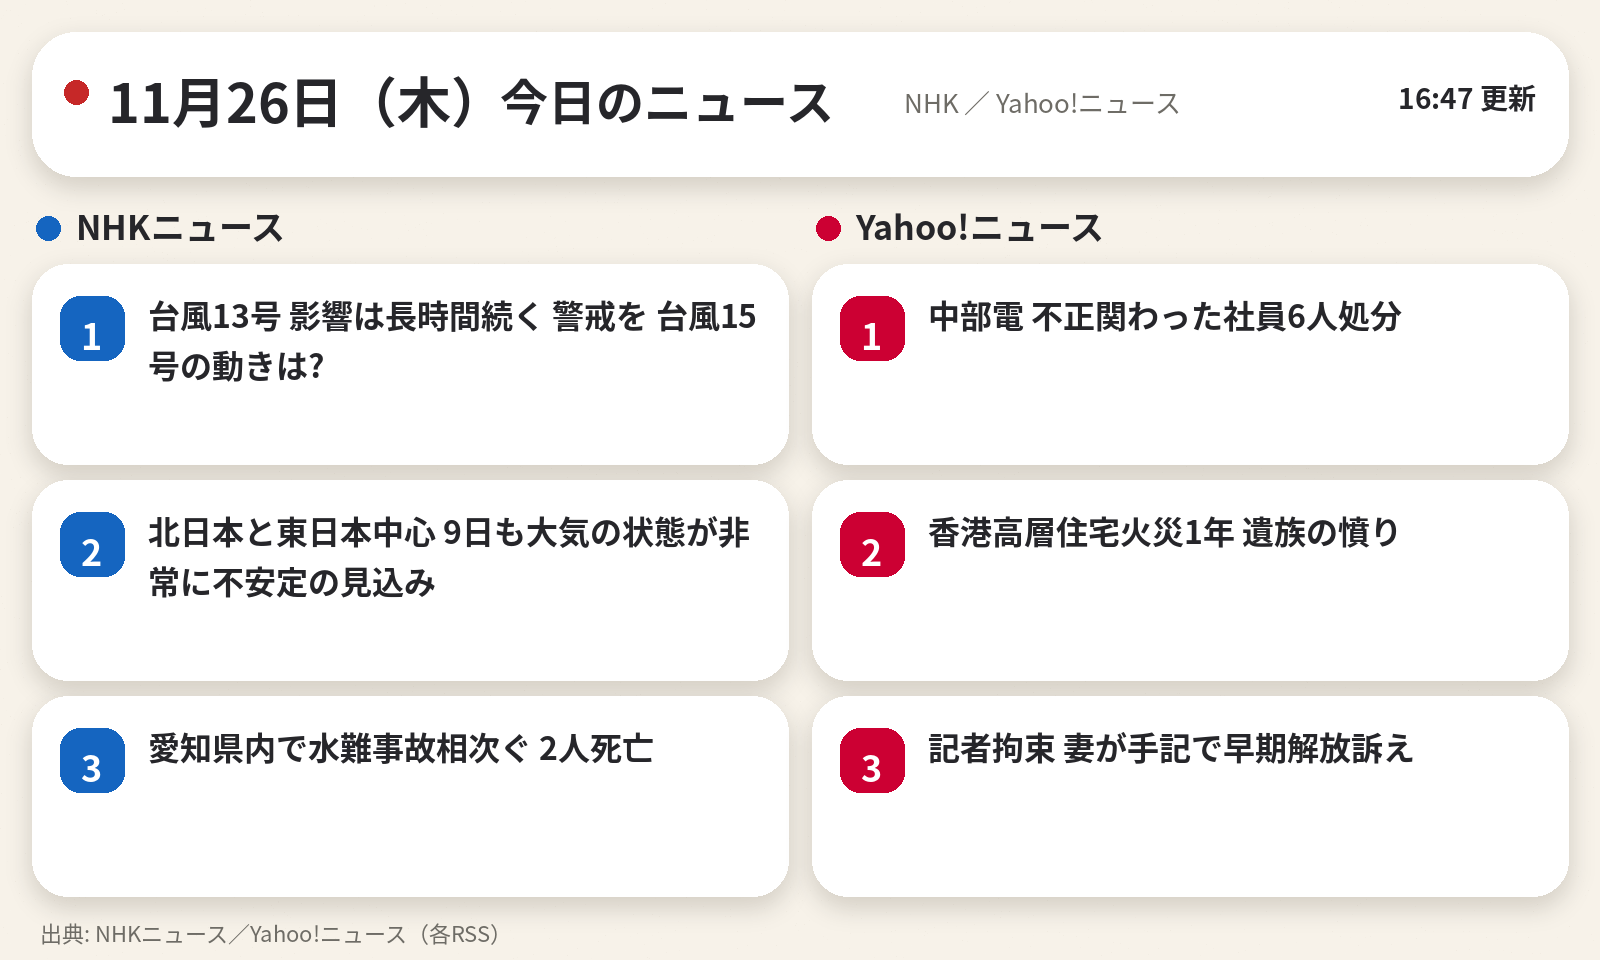 11月26日（木）今日のニュース
NHK ／ Yahoo!ニュース
16:47 更新
NHKニュース
1
台風13号 影響は長時間続く 警戒を 台風15
号の動きは?
2
北日本と東日本中心 9日も大気の状態が非
常に不安定の見込み
3
愛知県内で水難事故相次ぐ 2人死亡
Yahoo!ニュース
1
中部電 不正関わった社員6人処分
2
香港高層住宅火災1年 遺族の憤り
3
記者拘束 妻が手記で早期解放訴え
出典: NHKニュース／Yahoo!ニュース（各RSS）